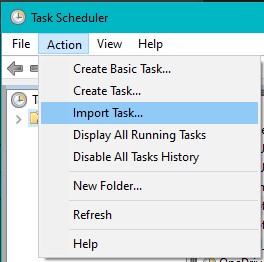 Task Scheduler
File Action View Help
Create Basic Task...
Create Task...
Import Task...
Display All Running Tasks
Disable All Tasks History
New Folder...
Refresh
Help